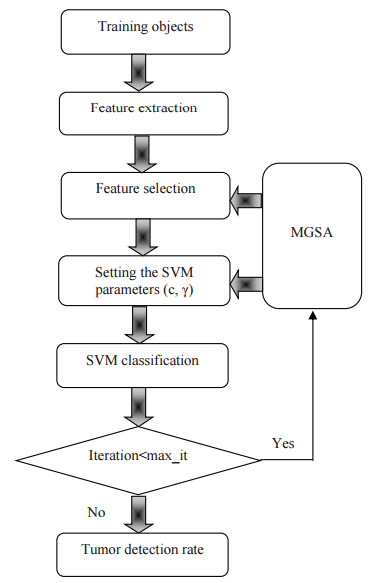 Training objects
Feature extraction
Feature selection
MGSA
Setting the SVM
parameters (c, γ)
SVM classification
Iteration<max_it
Yes
No
Tumor detection rate